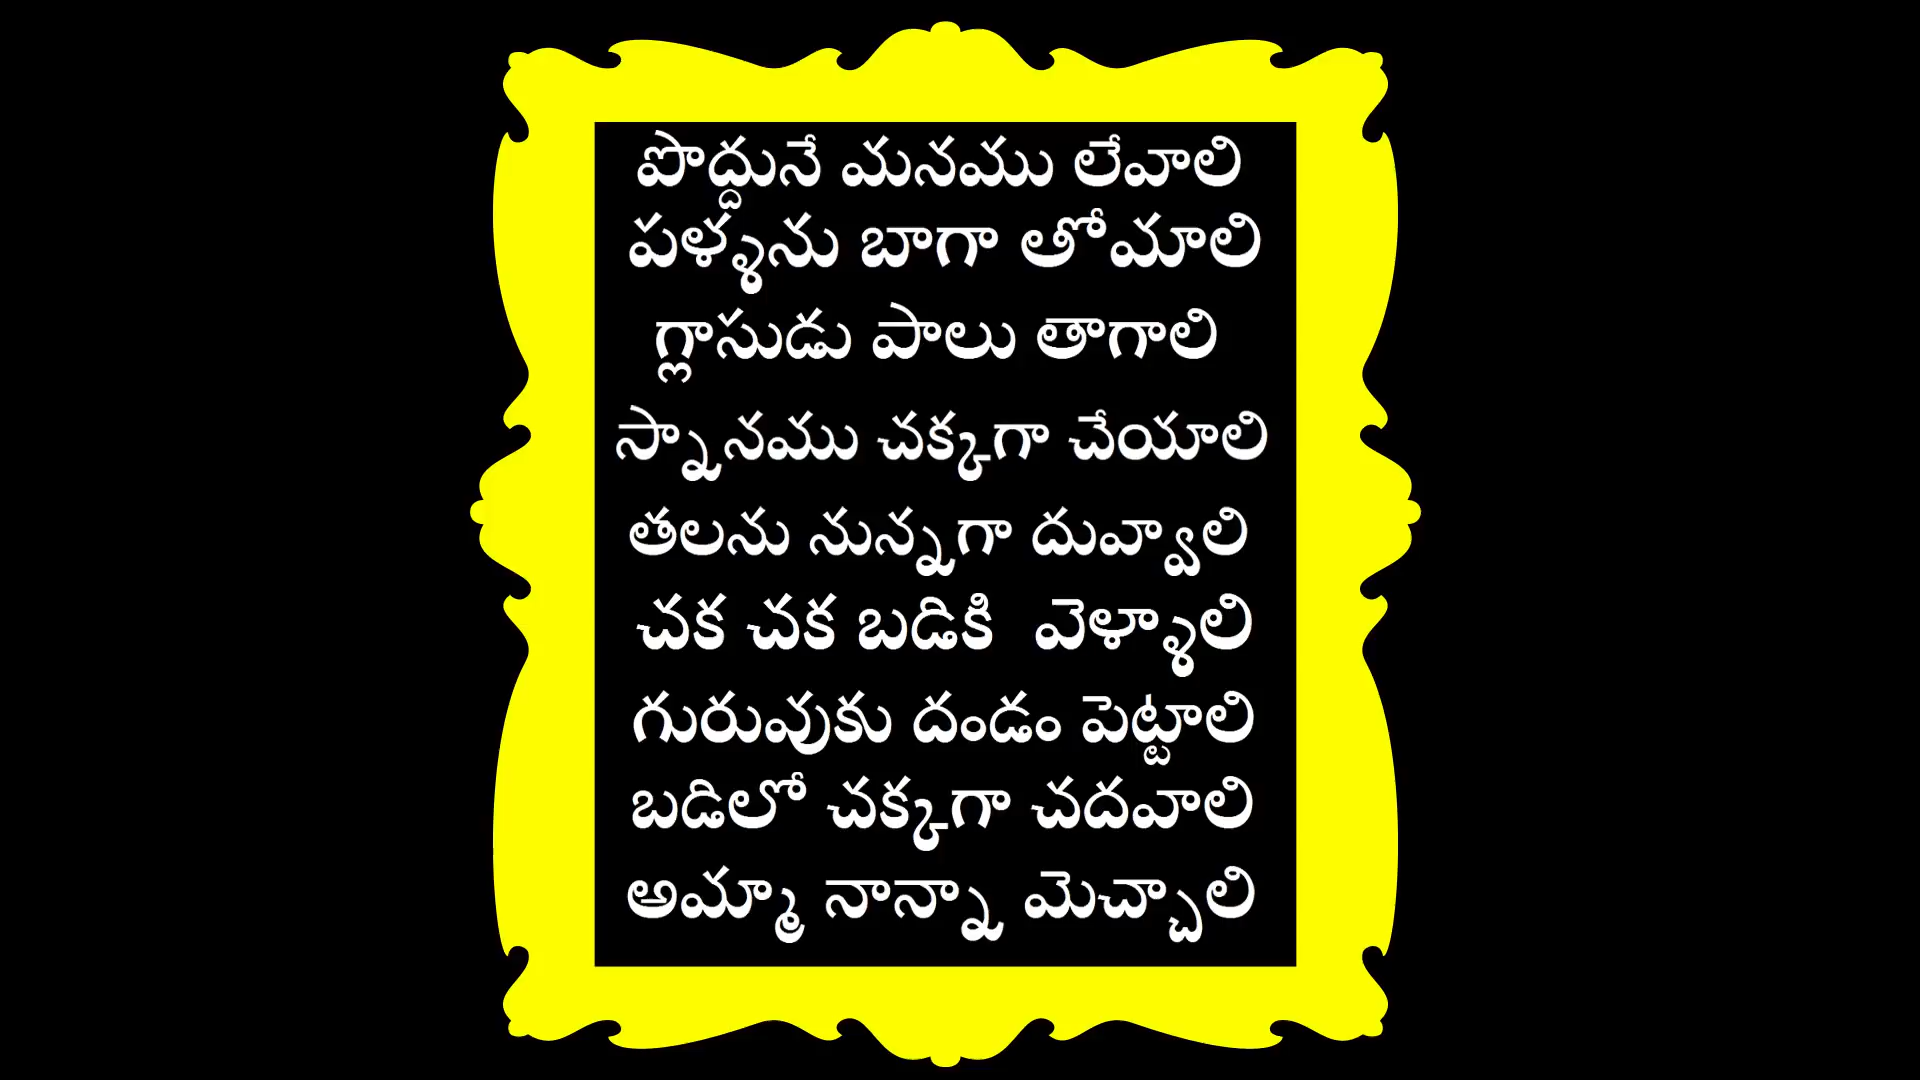 పొద్దునే మనము లేవాలి
పళ్ళను బాగా తోమాలి
గ్లాసుడు పాలు తాగాలి
స్నానము చక్కగా చేయాలి
తలను నున్నగా దువ్వాలి
చక చక బడికి వెళ్ళాలి
గురువుకు దండం పెట్టాలి
బడిలో చక్కగా చదవాలి
అమ్మా నాన్నా మెచ్చాలి